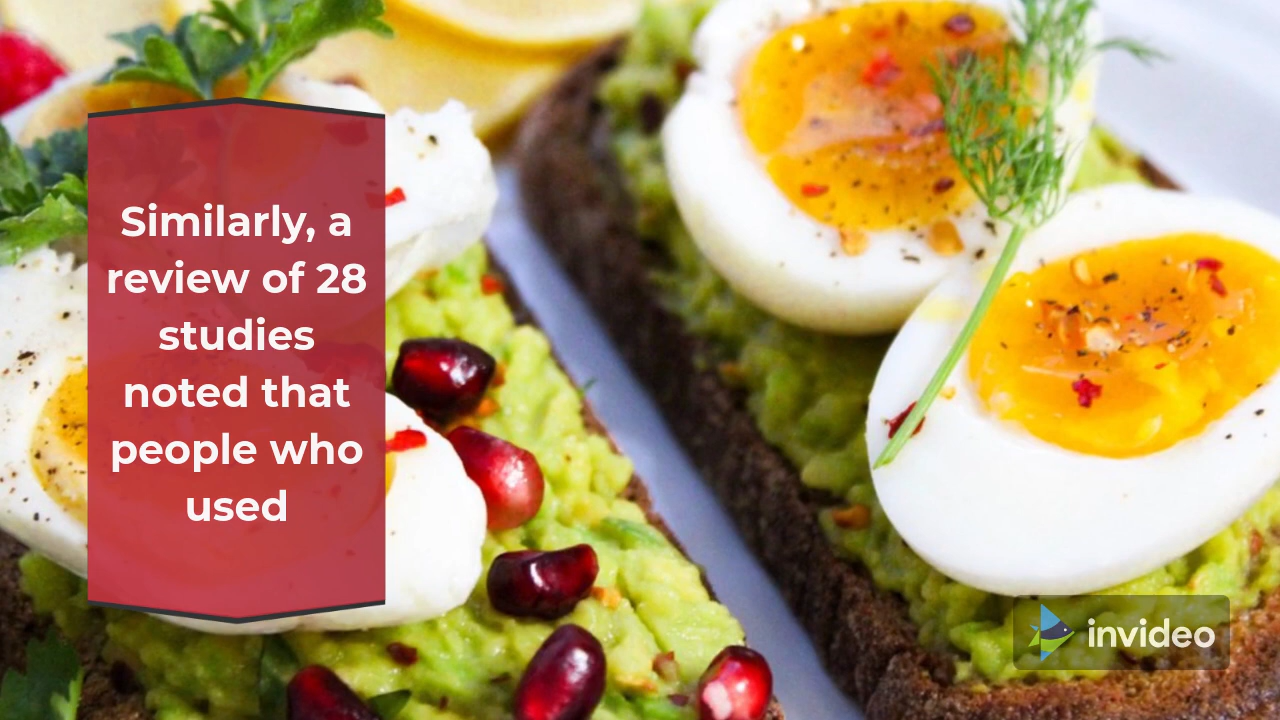 Similarly, a
review of 28
studies
noted that
people who
used
invideo